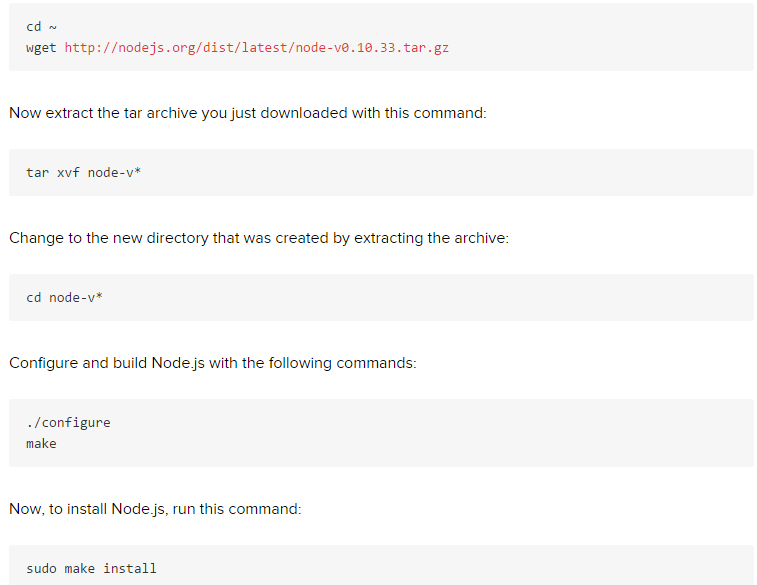 cd ~
wget http://nodejs.org/dist/latest/node-v0.10.33.tar.gz
Now extract the tar archive you just downloaded with this command:
tar xvf node-v*
Change to the new directory that was created by extracting the archive:
cd node-v*
Configure and build Node.js with the following commands:
./configure
make
Now, to install Node.js, run this command:
sudo make install